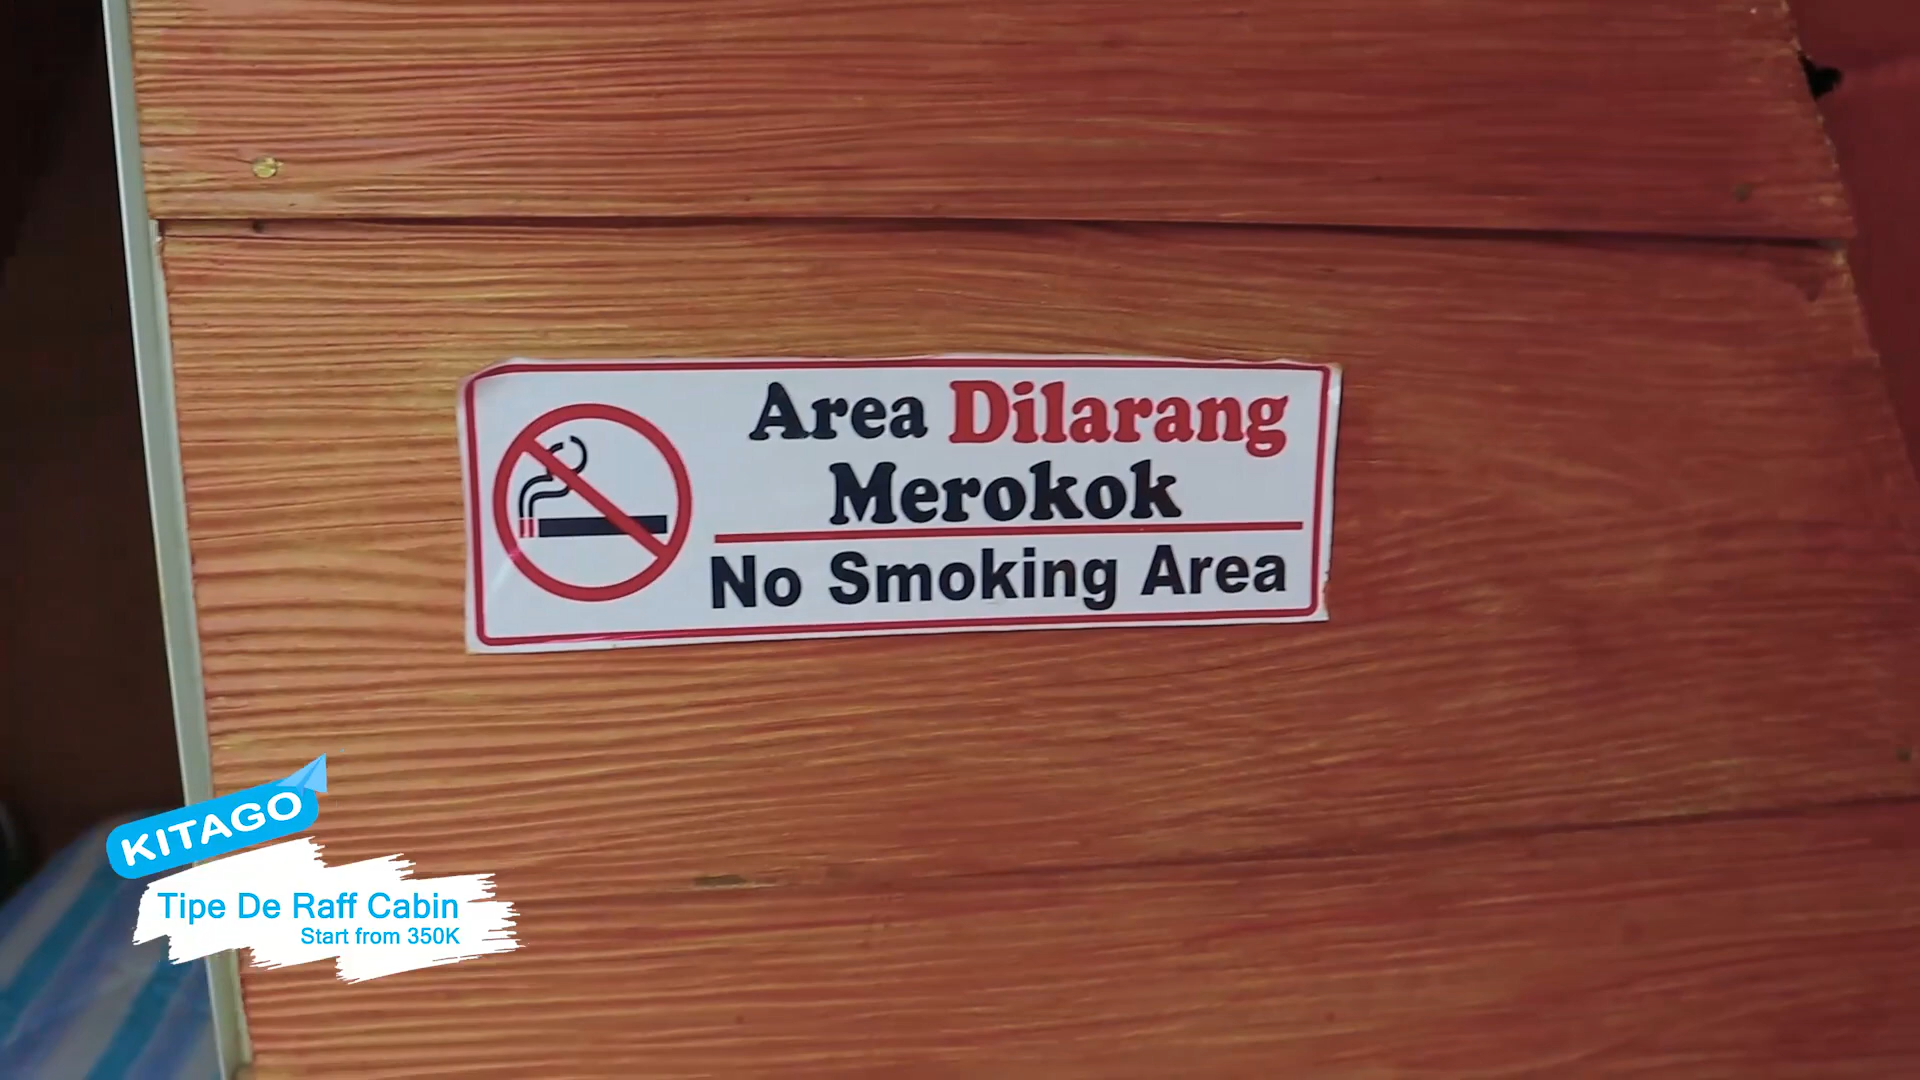 Area Dilarang
Merokok
No Smoking Area
KITAGO
Tipe De Raff Cabin
Start from 350K